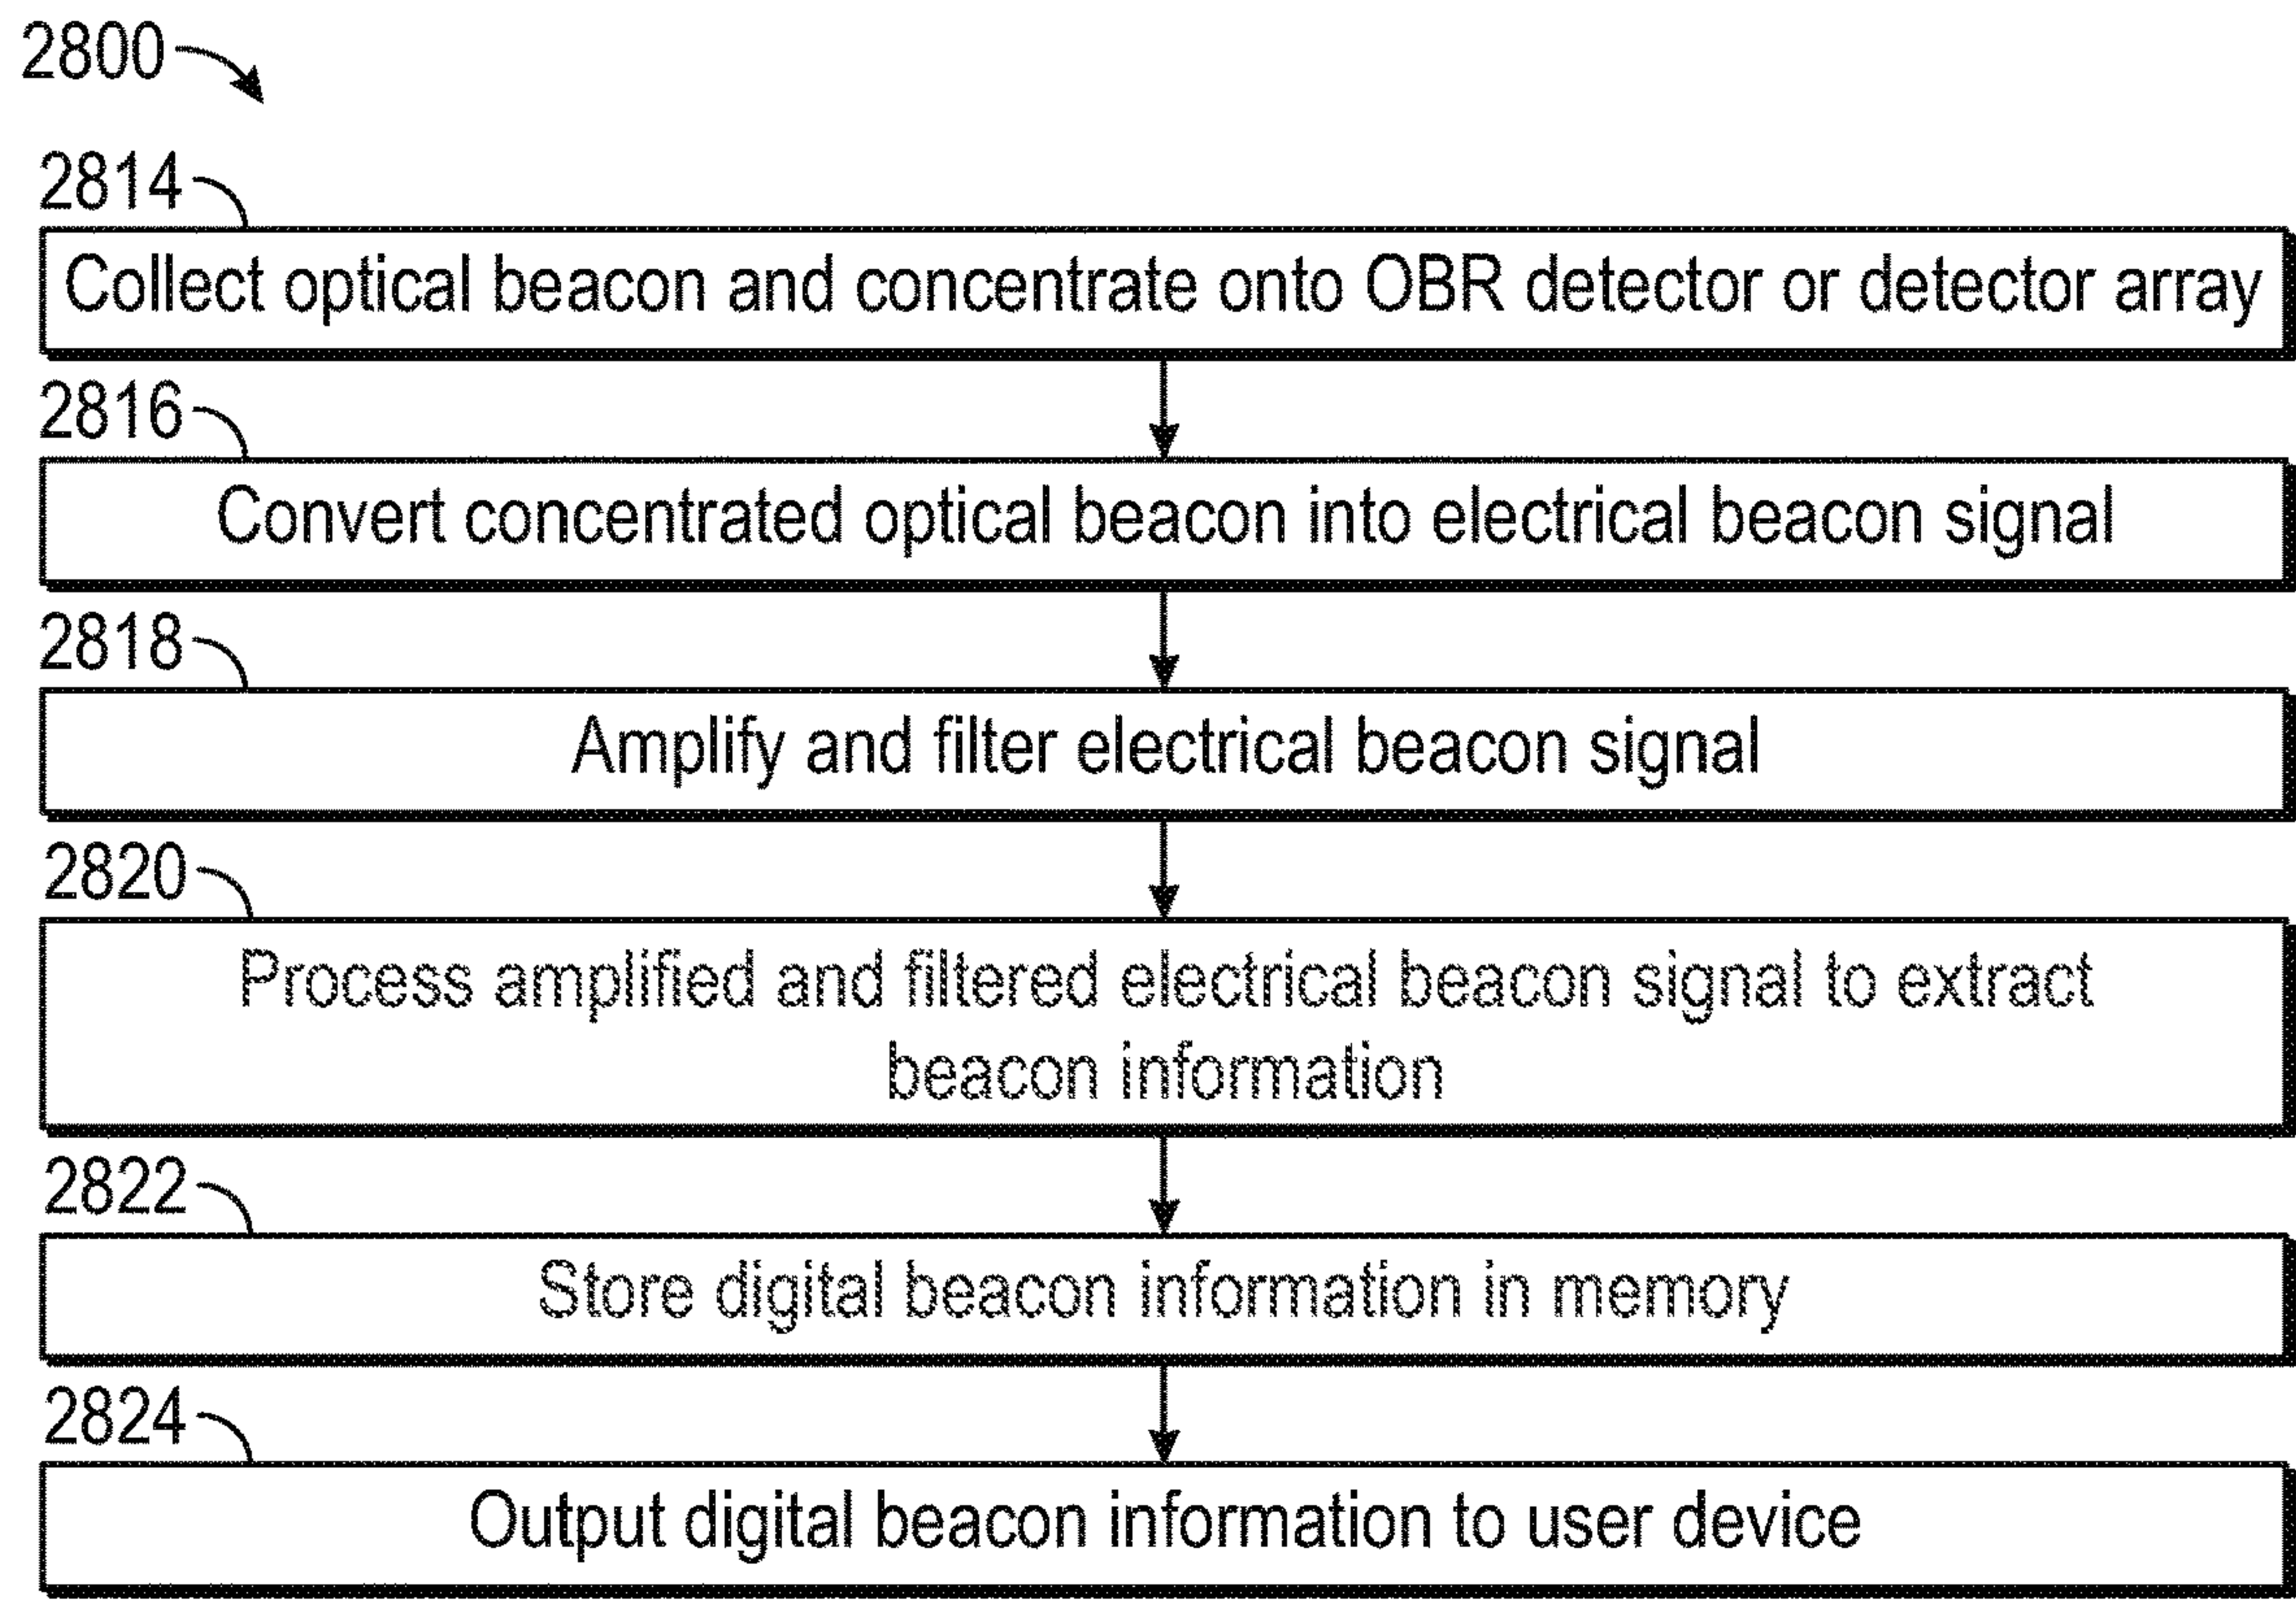 2800
2814
Collect optical beacon and concentrate onto OBR detector or detector array
2816
Convert concentrated optical beacon into electrical beacon signal
2818
Amplify and filter electrical beacon signal
2820
Process amplified and filtered electrical beacon signal to extract
beacon information
2822
Store digital beacon information in memory
2824
Output digital beacon information to user device